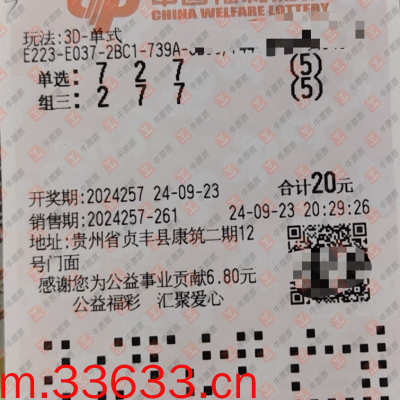 CHINA WELFARE LOTTERY
玩法:3D-单式
E223-E037-2BC1-739A-
单选: 7 2 7 (5)
组三: 2 7 7 (5)
开奖期:2024257 24-09-23 合计20元
销售期:2024257-261 24-09-23 20:29:26
地址:贵州省贞丰县康筑二期12
号门面
感谢您为公益事业贡献6.80元
公益福彩 汇聚爱心
m.33633.cn